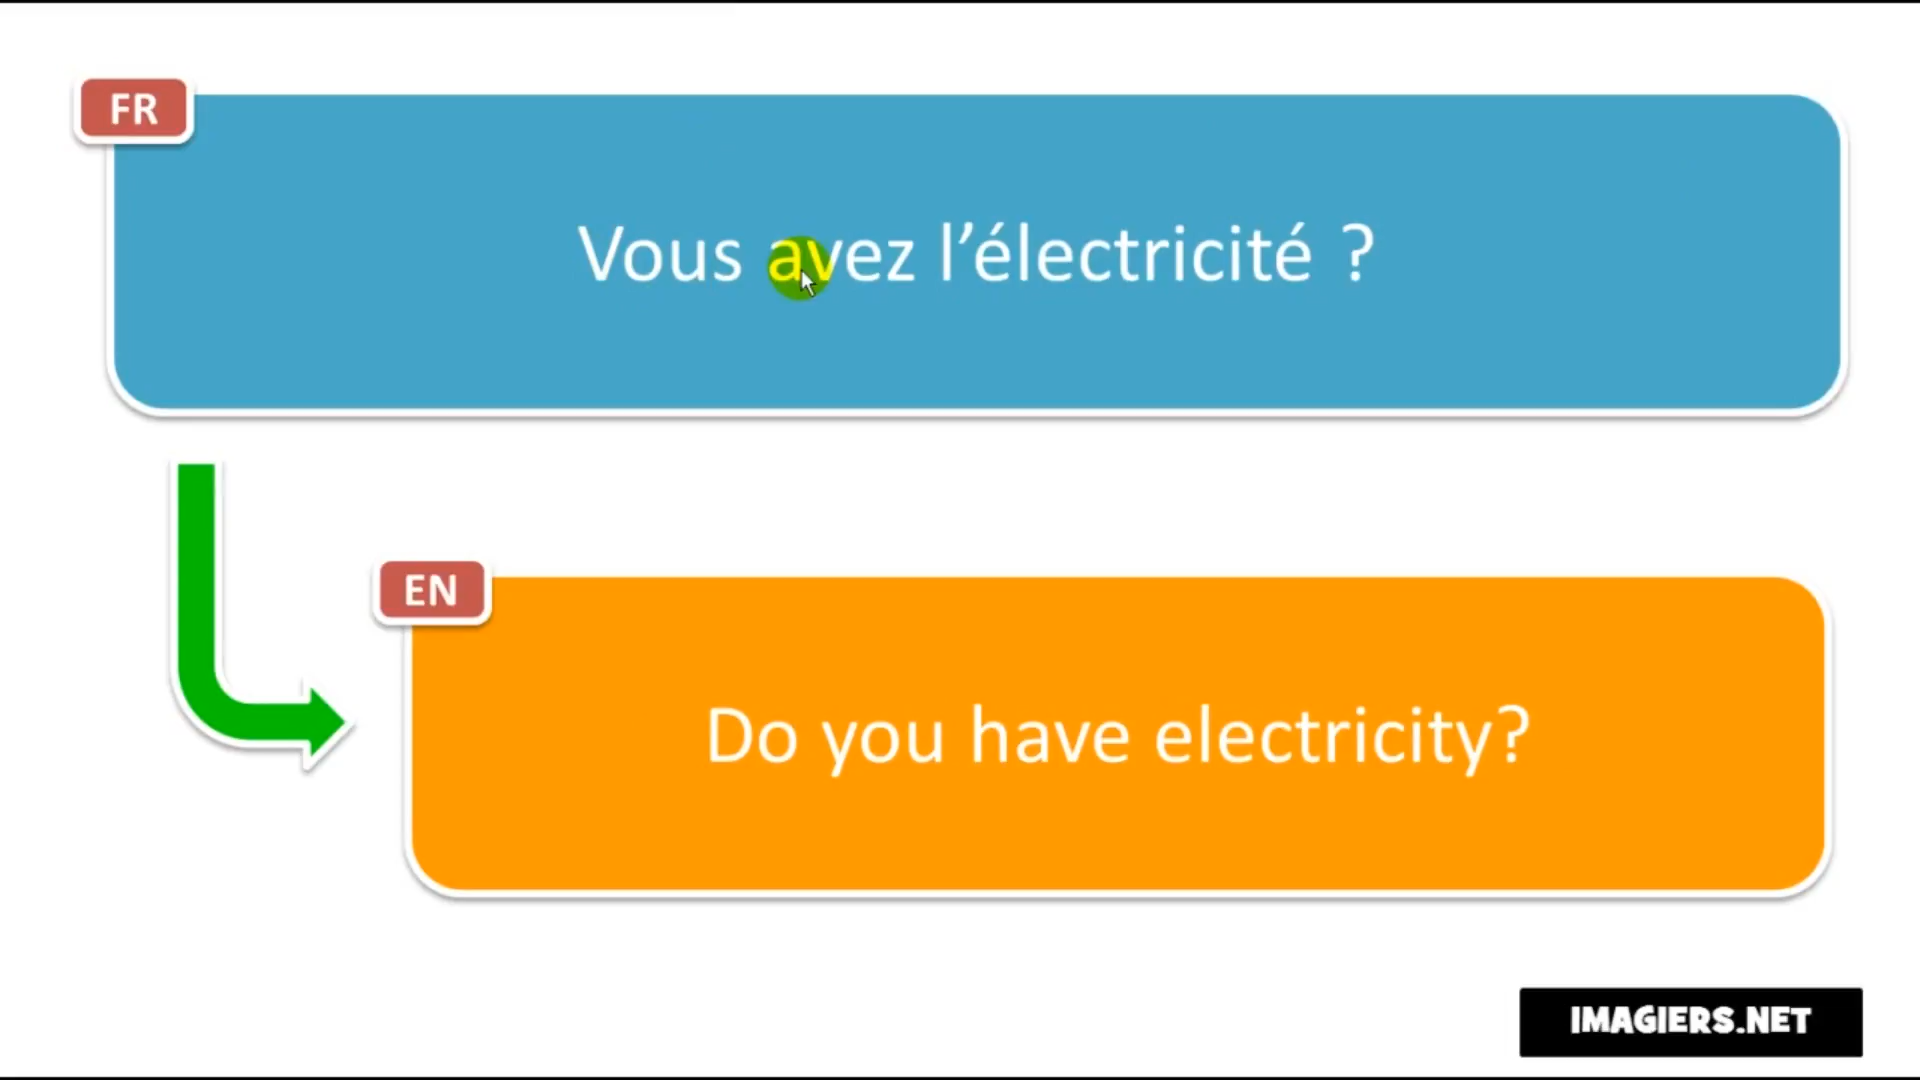 FR
Vous avez l’électricité ?
EN
Do you have electricity?
IMAGIERS.NET